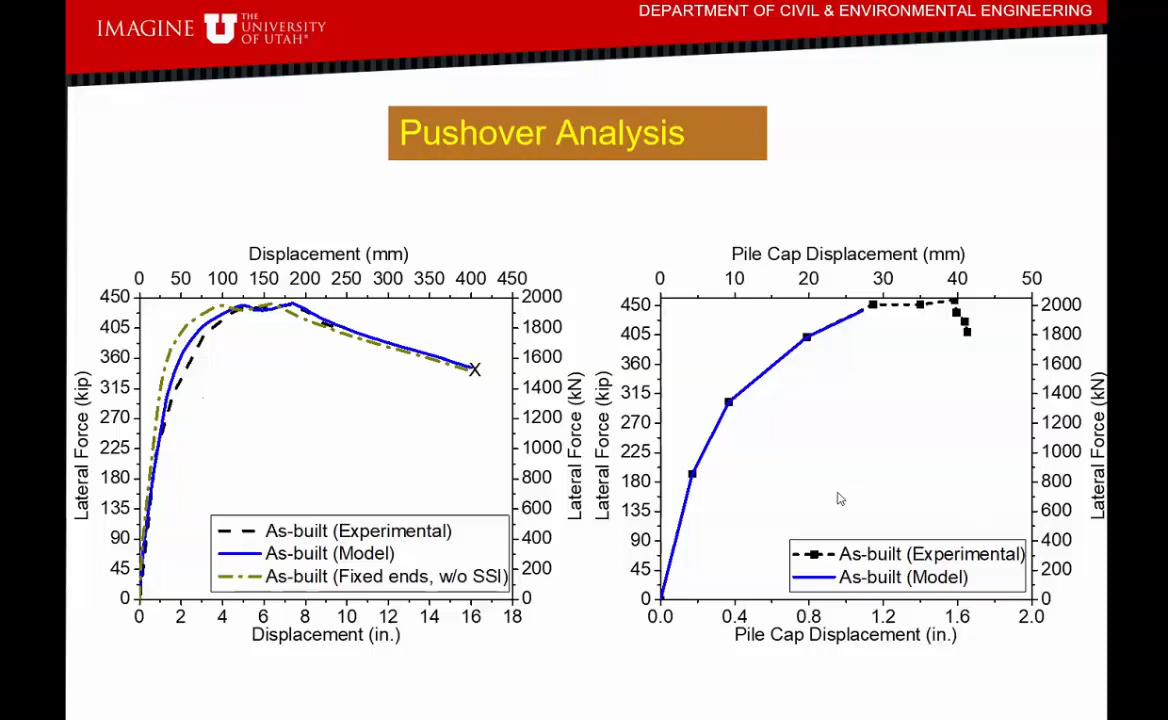 DEPARTMENT OF CIVIL & ENVIRONMENTAL ENGINEERING
IMAGINE
THE
UNIVERSITY
OF UTAH®
Pushover Analysis
Displacement (mm)
0 50 100 150 200 250 300 350 400 450
450 405 360 315 270 225 180 135 90 45 0
Lateral Force (kip)
2000 1800 1600 1400 1200 1000 800 600 400 200 0
Lateral Force (kN)
X
As-built (Experimental)
As-built (Model)
As-built (Fixed ends, w/o SSI)
0 2 4 6 8 10 12 14 16 18
Displacement (in.)
Pile Cap Displacement (mm)
0 10 20 30 40 50
450 405 360 315 270 225 180 135 90 45 0
Lateral Force (kip)
2000 1800 1600 1400 1200 1000 800 600 400 200 0
Lateral Force (kN)
As-built (Experimental)
As-built (Model)
0.0 0.4 0.8 1.2 1.6 2.0
Pile Cap Displacement (in.)